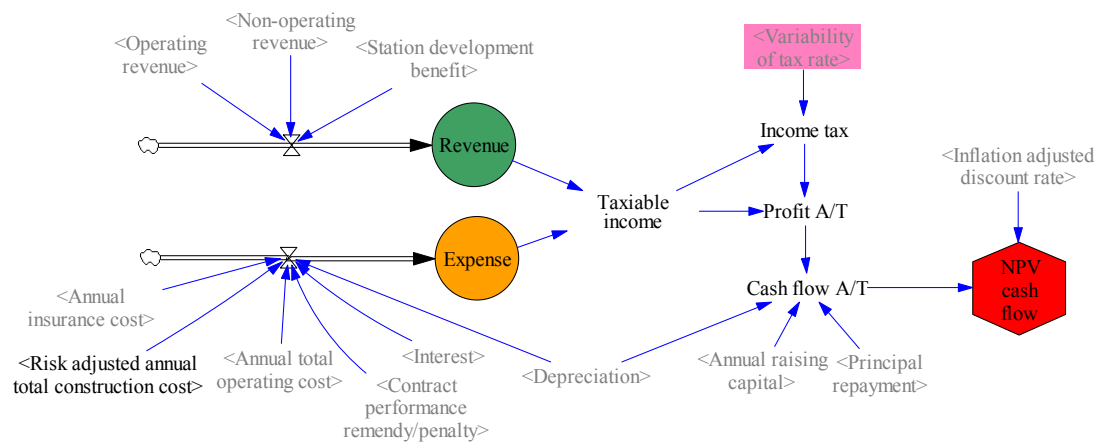 <Non-operating
revenue>
<Operating
revenue>
<Station development
benefit>
<Variability
of tax rate>
Revenue
Income tax
<Inflation adjusted
discount rate>
Taxiable
income
Profit A/T
Expense
Cash flow A/T
NPV
cash
flow
<Annual
insurance cost>
<Risk adjusted annual
total construction cost>
<Annual total
operating cost>
<Interest>
<Contract
performance
remendy/penalty>
<Depreciation>
<Annual raising
capital>
<Principal
repayment>